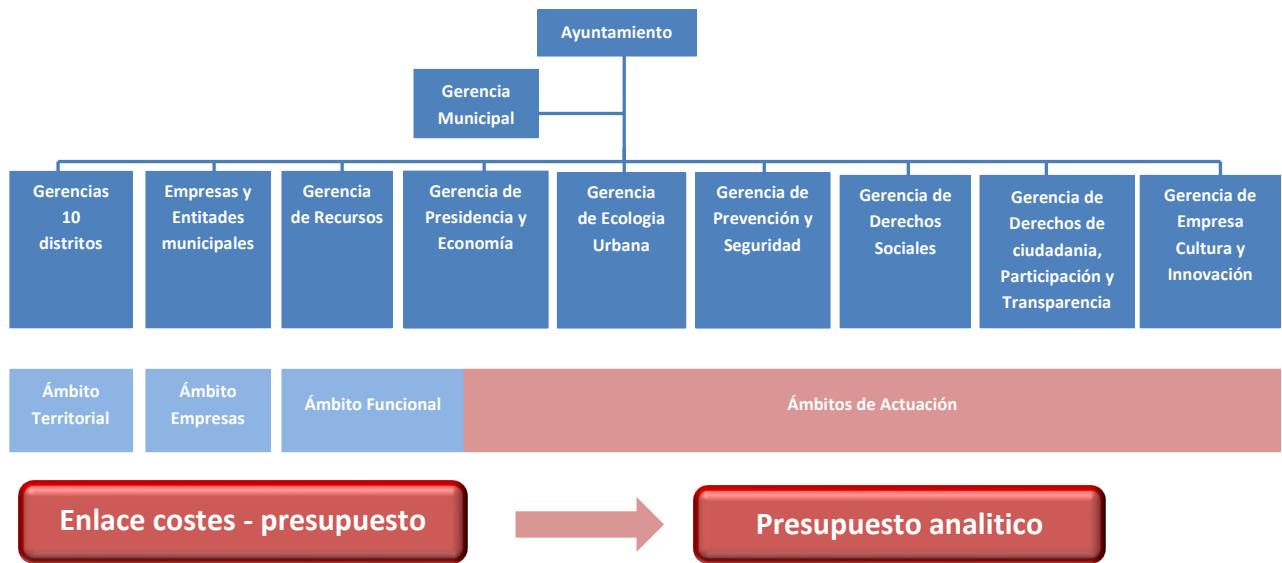 Ayuntamiento
Gerencia
Municipal
Gerencias
10
distritos
Empresas y
Entitades
municipales
Gerencia
de Recursos
Gerencia de
Presidencia y
Economía
Gerencia
de Ecologia
Urbana
Gerencia de
Prevención y
Seguridad
Gerencia de
Derechos
Sociales
Gerencia de
Derechos de
ciudadania,
Participación y
Transparencia
Gerencia de
Empresa
Cultura y
Innovación
Ámbito
Territorial
Ámbito
Empresas
Ámbito Funcional
Ámbitos de Actuación
Enlace costes - presupuesto
Presupuesto analitico